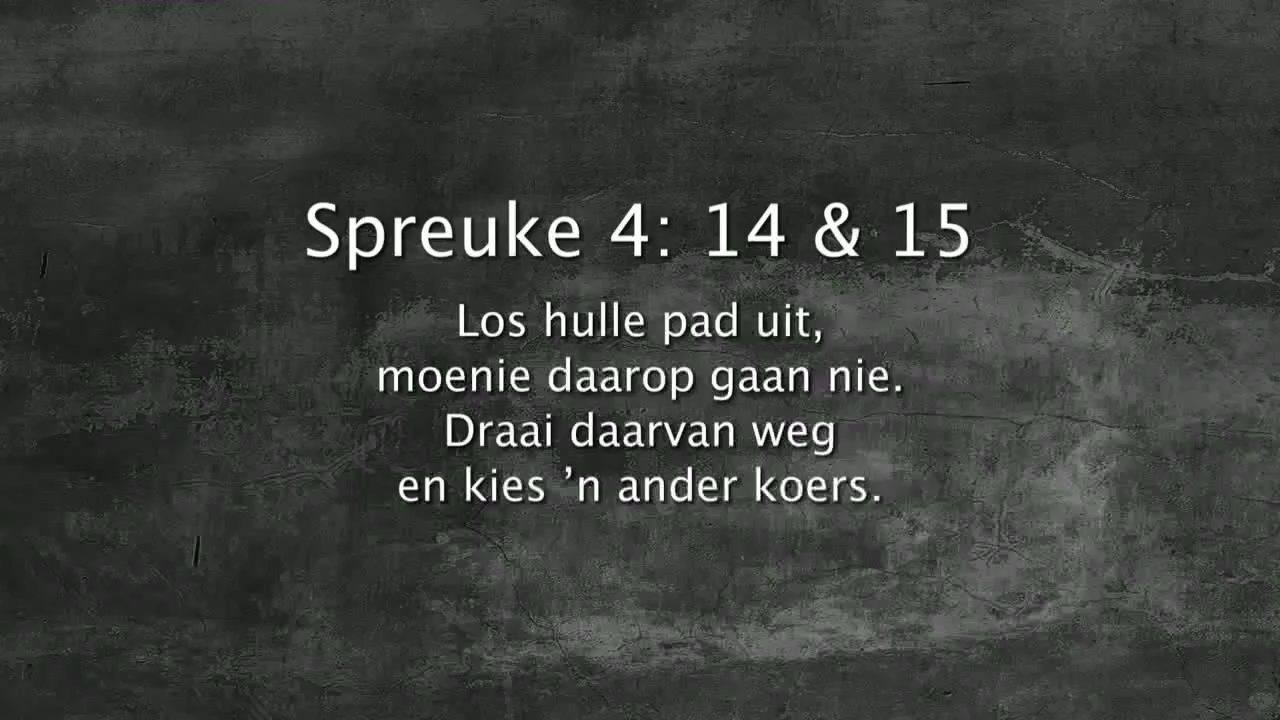 Spreuke 4: 14 & 15
Los hulle pad uit,
moenie daarop gaan nie.
Draai daarvan weg
en kies ’n ander koers.